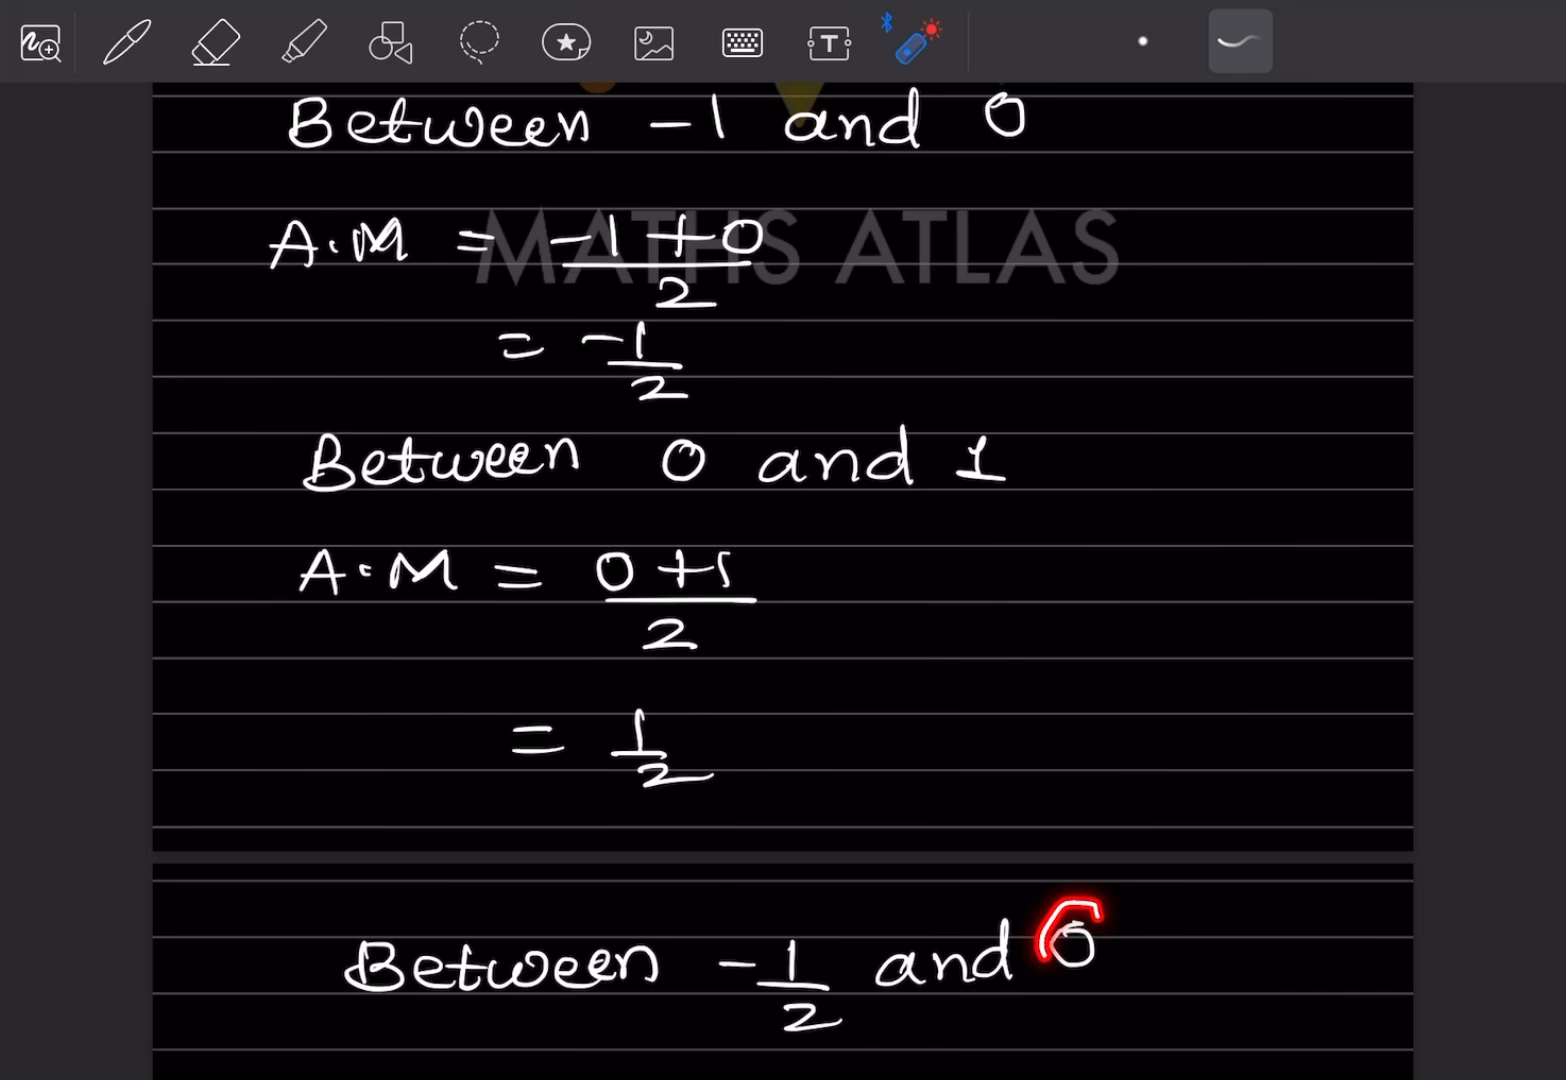 Between -1 and 0
MATHS ATLAS
A.M = -1+0
2
= -1
2
Between 0 and 1
A.M = 0+1
2
= 1
2
Between -1 and 0
2
T